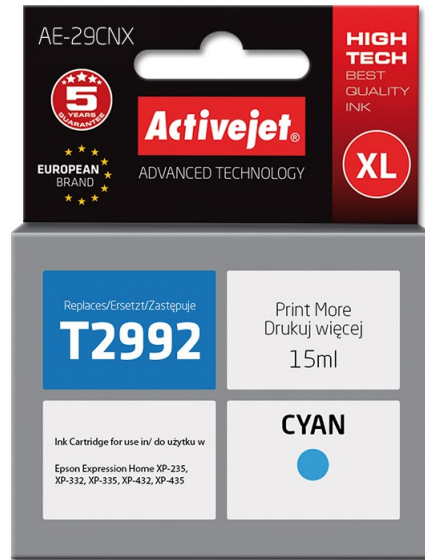 AE-29CNX
HIGH
TECH
BEST
QUALITY
INK
5
YEARS
GUARANTEE
Activejet®
EUROPEAN
BRAND
ADVANCED TECHNOLOGY
XL
Replaces/Ersetzt/Zastępuje
T2992
Print More
Drukuj więcej
15ml
Ink Cartridge for use in/ do użytku w
Epson Expression Home XP-235,
XP-332, XP-335, XP-432, XP-435
CYAN